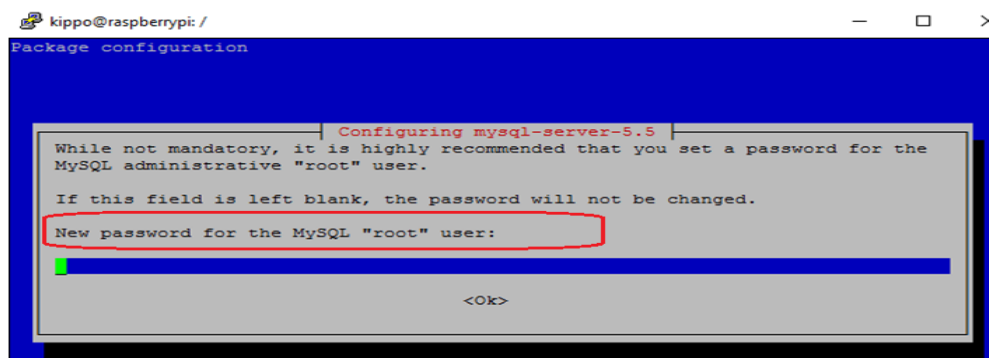 kippo@raspberrypi: /
Package configuration
Configuring mysql-server-5.5
While not mandatory, it is highly recommended that you set a password for the
MySQL administrative "root" user.
If this field is left blank, the password will not be changed.
New password for the MySQL "root" user:
<Ok>